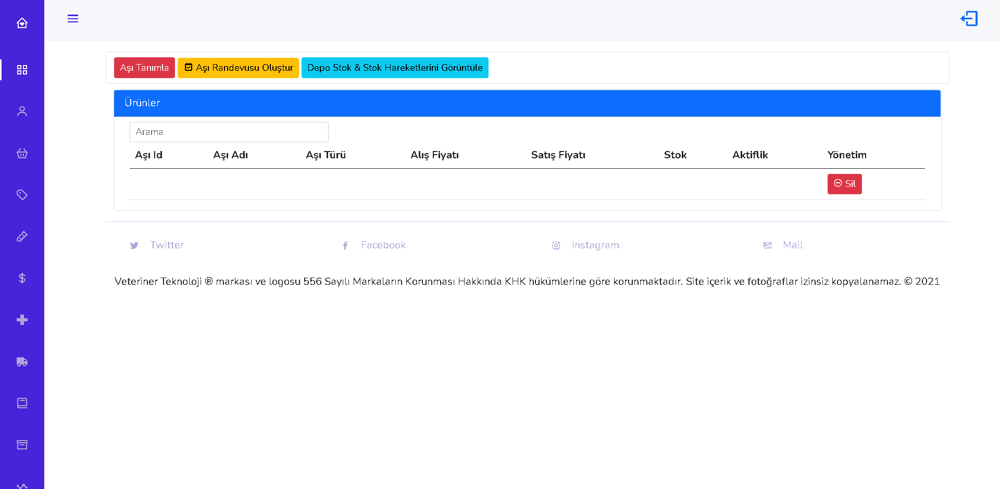 Aşı Tanımla Aşı Randevusu Oluştur Depo Stok & Stok Hareketlerini Görüntüle
Ürünler
Arama
Aşı Id Aşı Adı Aşı Türü Alış Fiyatı Satış Fiyatı Stok Aktiflik Yönetim
Sil
Twitter Facebook Instagram Mail
Veteriner Teknoloji ® markası ve logosu 556 Sayılı Markaların Korunması Hakkında KHK hükümlerine göre korunmaktadır. Site içerik ve fotoğraflar izinsiz kopyalanamaz. © 2021